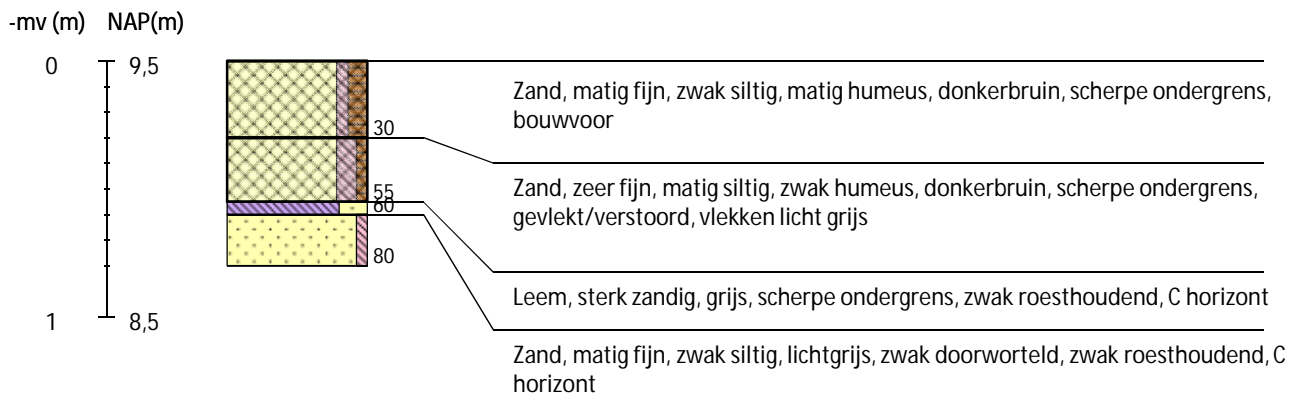 -mv (m) NAP(m)
0 9,5
Zand, matig fijn, zwak siltig, matig humeus, donkerbruin, scherpe ondergrens,
bouwvoor
30
Zand, zeer fijn, matig siltig, zwak humeus, donkerbruin, scherpe ondergrens,
gevlekt/verstoord, vlekken licht grijs
55
60
80
Leem, sterk zandig, grijs, scherpe ondergrens, zwak roesthoudend, C horizont
1 8,5
Zand, matig fijn, zwak siltig, lichtgrijs, zwak doorworteld, zwak roesthoudend, C
horizont